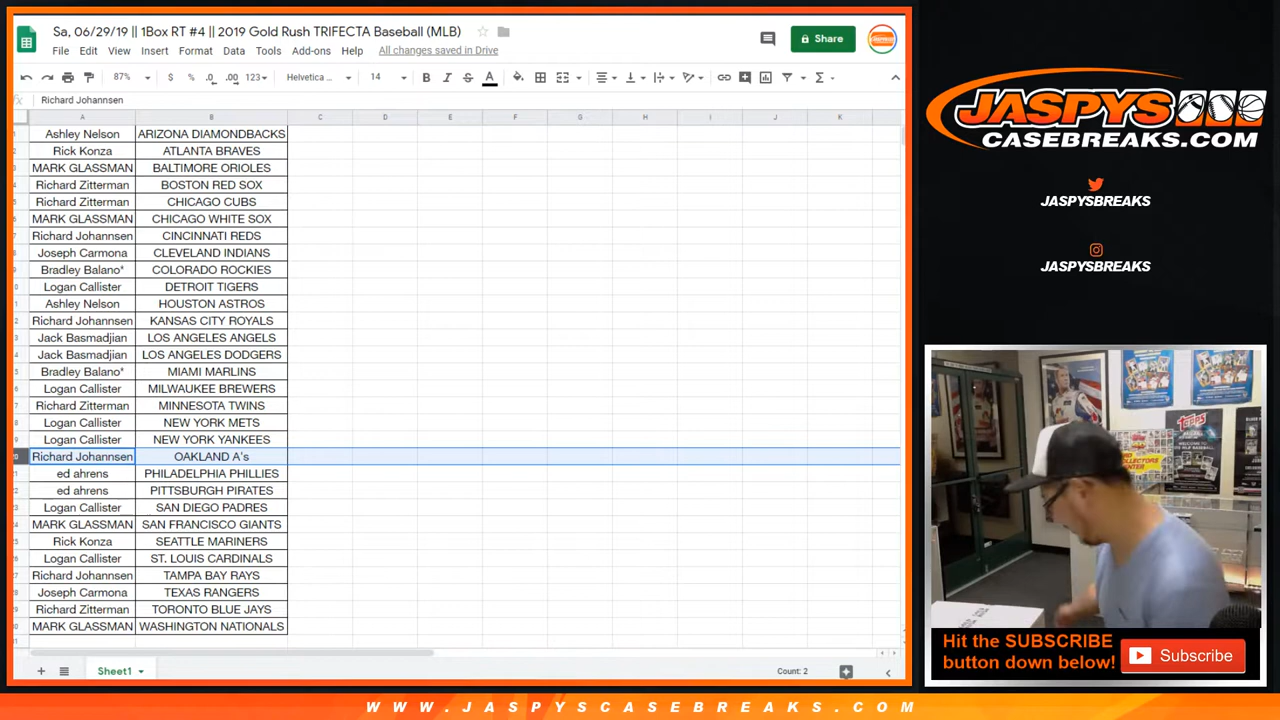 Sa, 06/29/19 || 1Box RT #4 || 2019 Gold Rush TRIFECTA Baseball (MLB)
File Edit View Insert Format Data Tools Add-ons Help All changes saved in Drive
Share
87% $ % .0 .00 123 Helvetica ... 14 B I S A
fx Richard Johannsen
A B C D E F G H I J K
Ashley Nelson ARIZONA DIAMONDBACKS
Rick Konza ATLANTA BRAVES
MARK GLASSMAN BALTIMORE ORIOLES
Richard Zitterman BOSTON RED SOX
Richard Zitterman CHICAGO CUBS
MARK GLASSMAN CHICAGO WHITE SOX
Richard Johannsen CINCINNATI REDS
Joseph Carmona CLEVELAND INDIANS
Bradley Balano* COLORADO ROCKIES
Logan Callister DETROIT TIGERS
Ashley Nelson HOUSTON ASTROS
Richard Johannsen KANSAS CITY ROYALS
Jack Basmadjian LOS ANGELES ANGELS
Jack Basmadjian LOS ANGELES DODGERS
Bradley Balano* MIAMI MARLINS
Logan Callister MILWAUKEE BREWERS
Richard Zitterman MINNESOTA TWINS
Logan Callister NEW YORK METS
Logan Callister NEW YORK YANKEES
Richard Johannsen OAKLAND A's
ed ahrens PHILADELPHIA PHILLIES
ed ahrens PITTSBURGH PIRATES
Logan Callister SAN DIEGO PADRES
MARK GLASSMAN SAN FRANCISCO GIANTS
Rick Konza SEATTLE MARINERS
Logan Callister ST. LOUIS CARDINALS
Richard Johannsen TAMPA BAY RAYS
Joseph Carmona TEXAS RANGERS
Richard Zitterman TORONTO BLUE JAYS
MARK GLASSMAN WASHINGTON NATIONALS
Sheet1
Count: 2
JASPYS
CASEBREAKS.COM
JASPYSBREAKS
JASPYSBREAKS
TOPPS
Hit the SUBSCRIBE
button down below!
Subscribe
WWW.JASPYSCASEBREAKS.COM